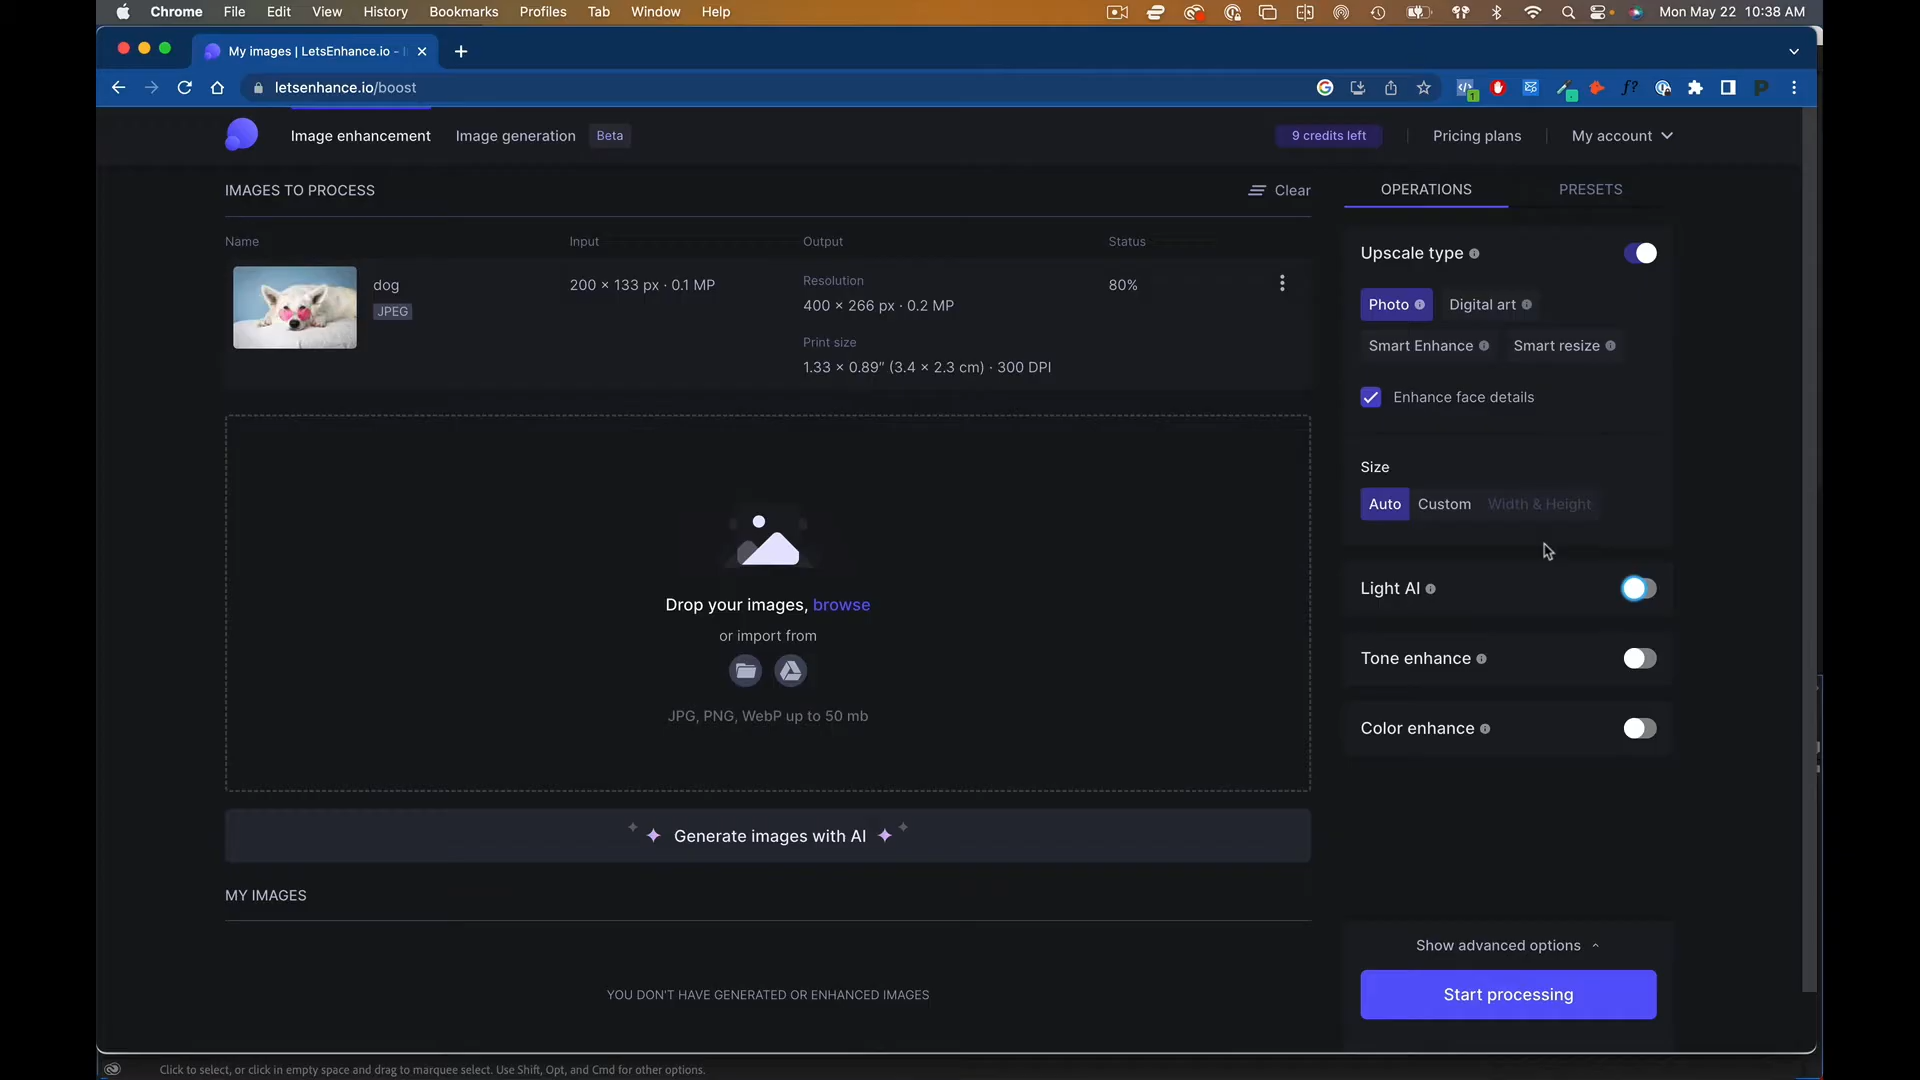 Chrome File Edit View History Bookmarks Profiles Tab Window Help Mon May 22 10:38 AM
My images | LetsEnhance.io -
letsenhance.io/boost
Image enhancement Image generation Beta 9 credits left Pricing plans My account
IMAGES TO PROCESS Clear OPERATIONS PRESETS
Name Input Output Status
Upscale type
dog 200 × 133 px · 0.1 MP Resolution 80%
JPEG 400 × 266 px · 0.2 MP Photo Digital art
Print size Smart Enhance Smart resize
1.33 × 0.89″ (3.4 × 2.3 cm) · 300 DPI
Enhance face details
Size
Auto Custom Width & Height
Drop your images, browse Light AI
or import from
Tone enhance
JPG, PNG, WebP up to 50 mb Color enhance
Generate images with AI
MY IMAGES
Show advanced options
YOU DON'T HAVE GENERATED OR ENHANCED IMAGES Start processing
Click to select, or click in empty space and drag to marquee select. Use Shift, Opt, and Cmd for other options.